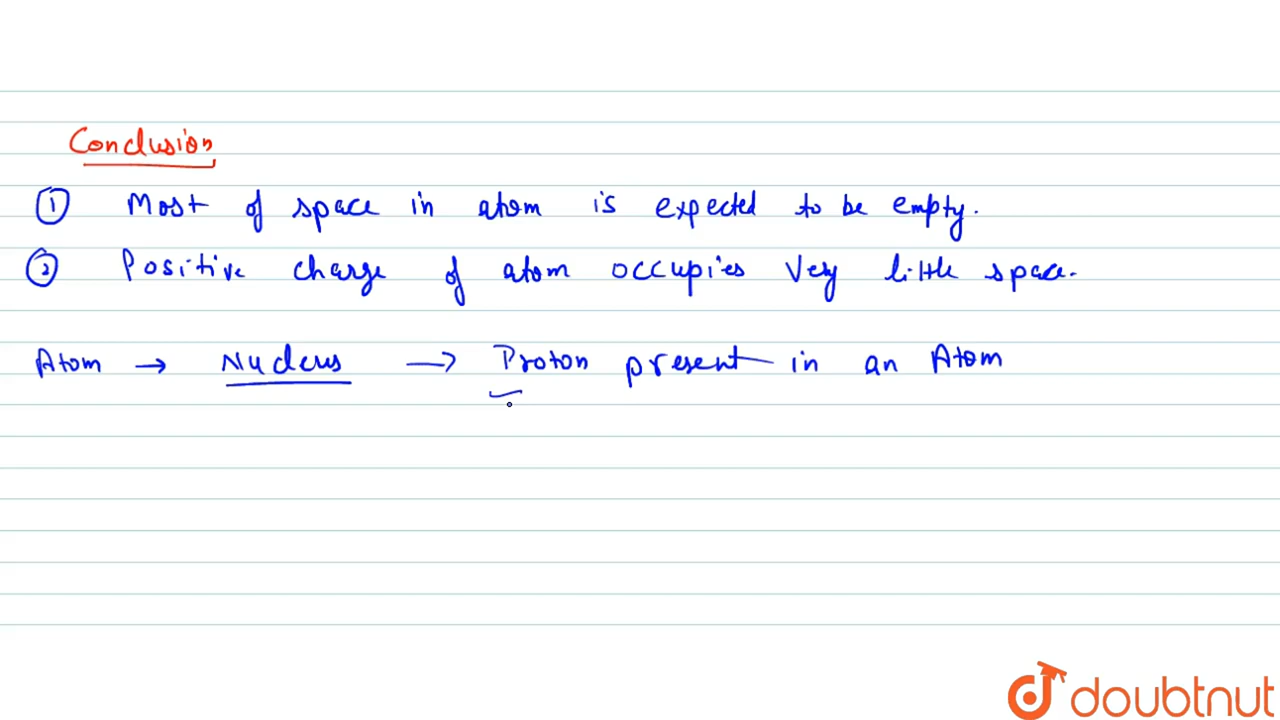 Conclusion
① Most of space in atom is expected to be empty.
② Positive charge of atom occupies very little space.
Atom → Nucleus → Proton present in an Atom
doubtnut